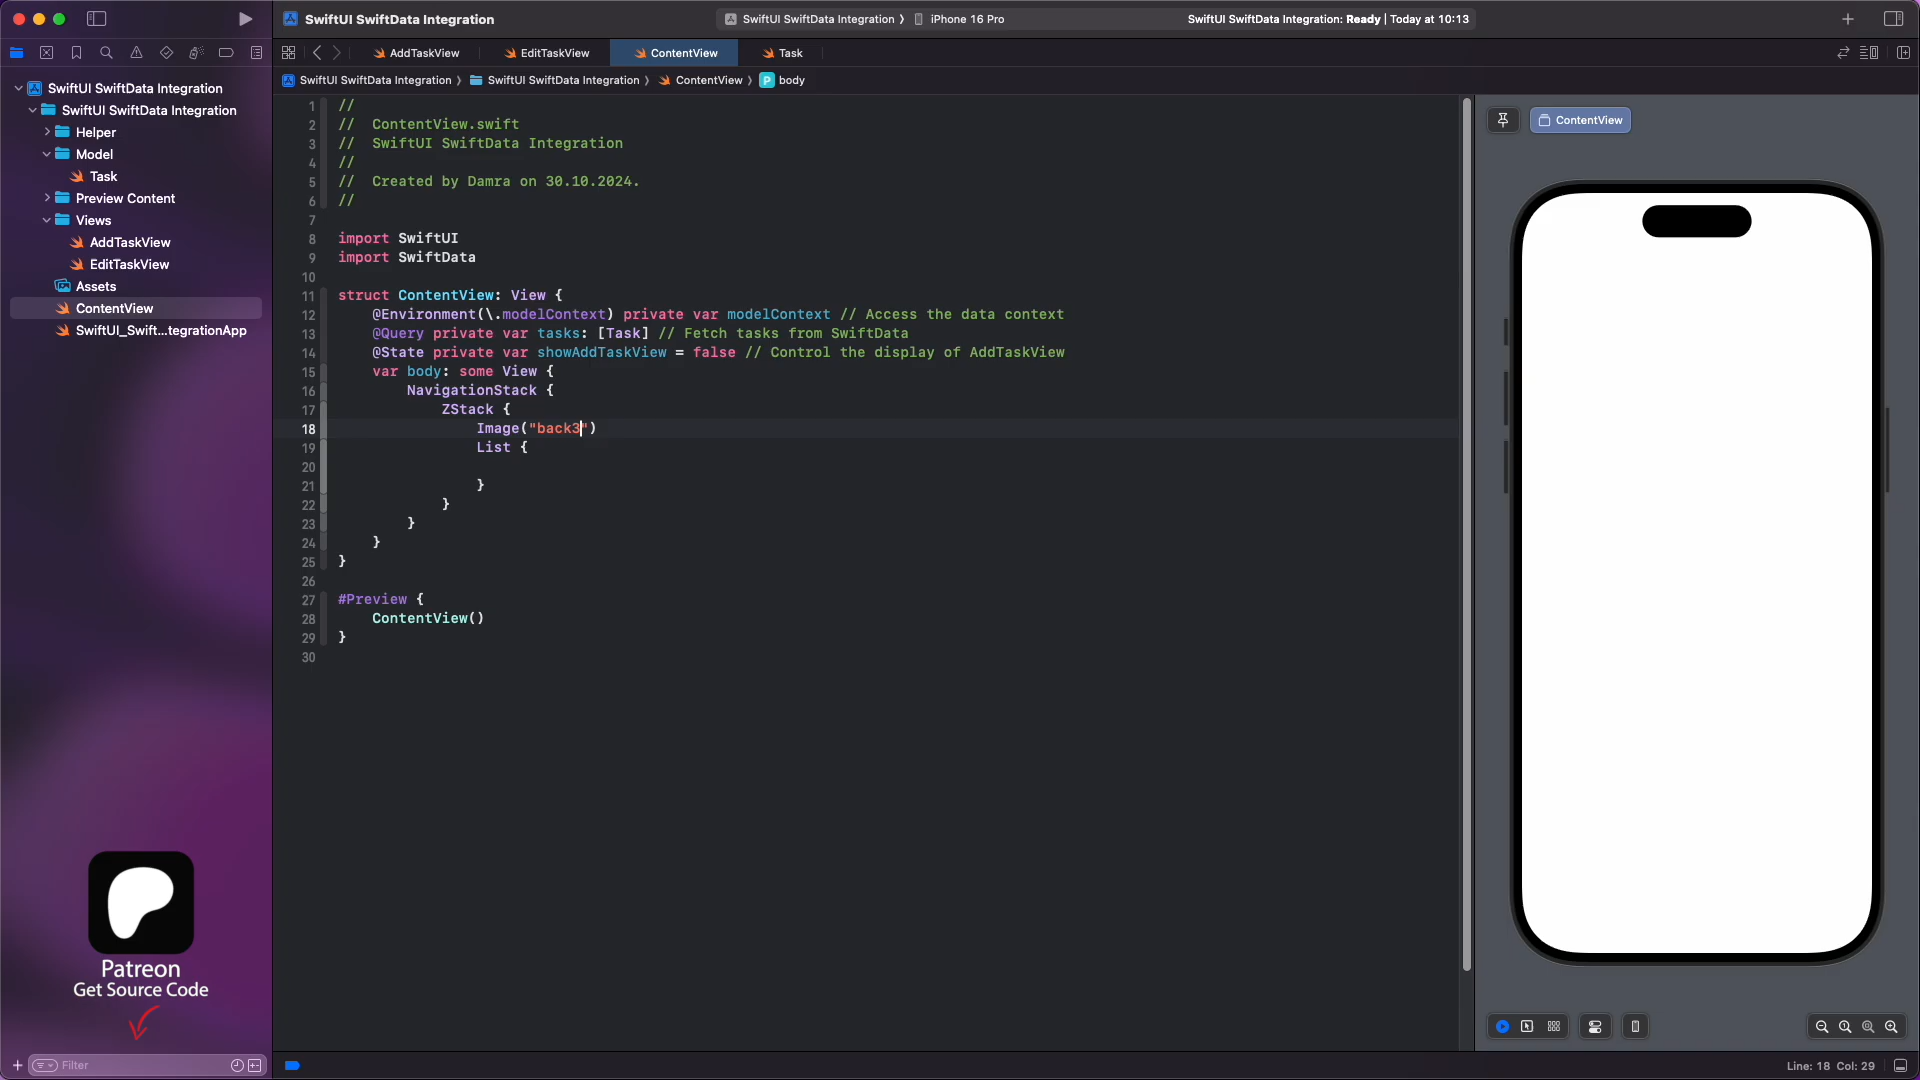 SwiftUI SwiftData Integration
SwiftUI SwiftData Integration 〉 iPhone 16 Pro
SwiftUI SwiftData Integration: Ready | Today at 10:13
AddTaskView
EditTaskView
ContentView
Task
SwiftUI SwiftData Integration 〉 SwiftUI SwiftData Integration 〉 ContentView 〉 P body
SwiftUI SwiftData Integration
SwiftUI SwiftData Integration
Helper
Model
Task
Preview Content
Views
AddTaskView
EditTaskView
Assets
ContentView
SwiftUI_Swift...tegrationApp
Patreon
Get Source Code
Filter
1 //
2 //  ContentView.swift
3 //  SwiftUI SwiftData Integration
4 //
5 //  Created by Damra on 30.10.2024.
6 //
7
8 import SwiftUI
9 import SwiftData
10
11 struct ContentView: View {
12     @Environment(\.modelContext) private var modelContext // Access the data context
13     @Query private var tasks: [Task] // Fetch tasks from SwiftData
14     @State private var showAddTaskView = false // Control the display of AddTaskView
15     var body: some View {
16         NavigationStack {
17             ZStack {
18                 Image("back3")
19                 List {
20
21                 }
22             }
23         }
24     }
25 }
26
27 #Preview {
28     ContentView()
29 }
30
ContentView
Line: 18 Col: 29